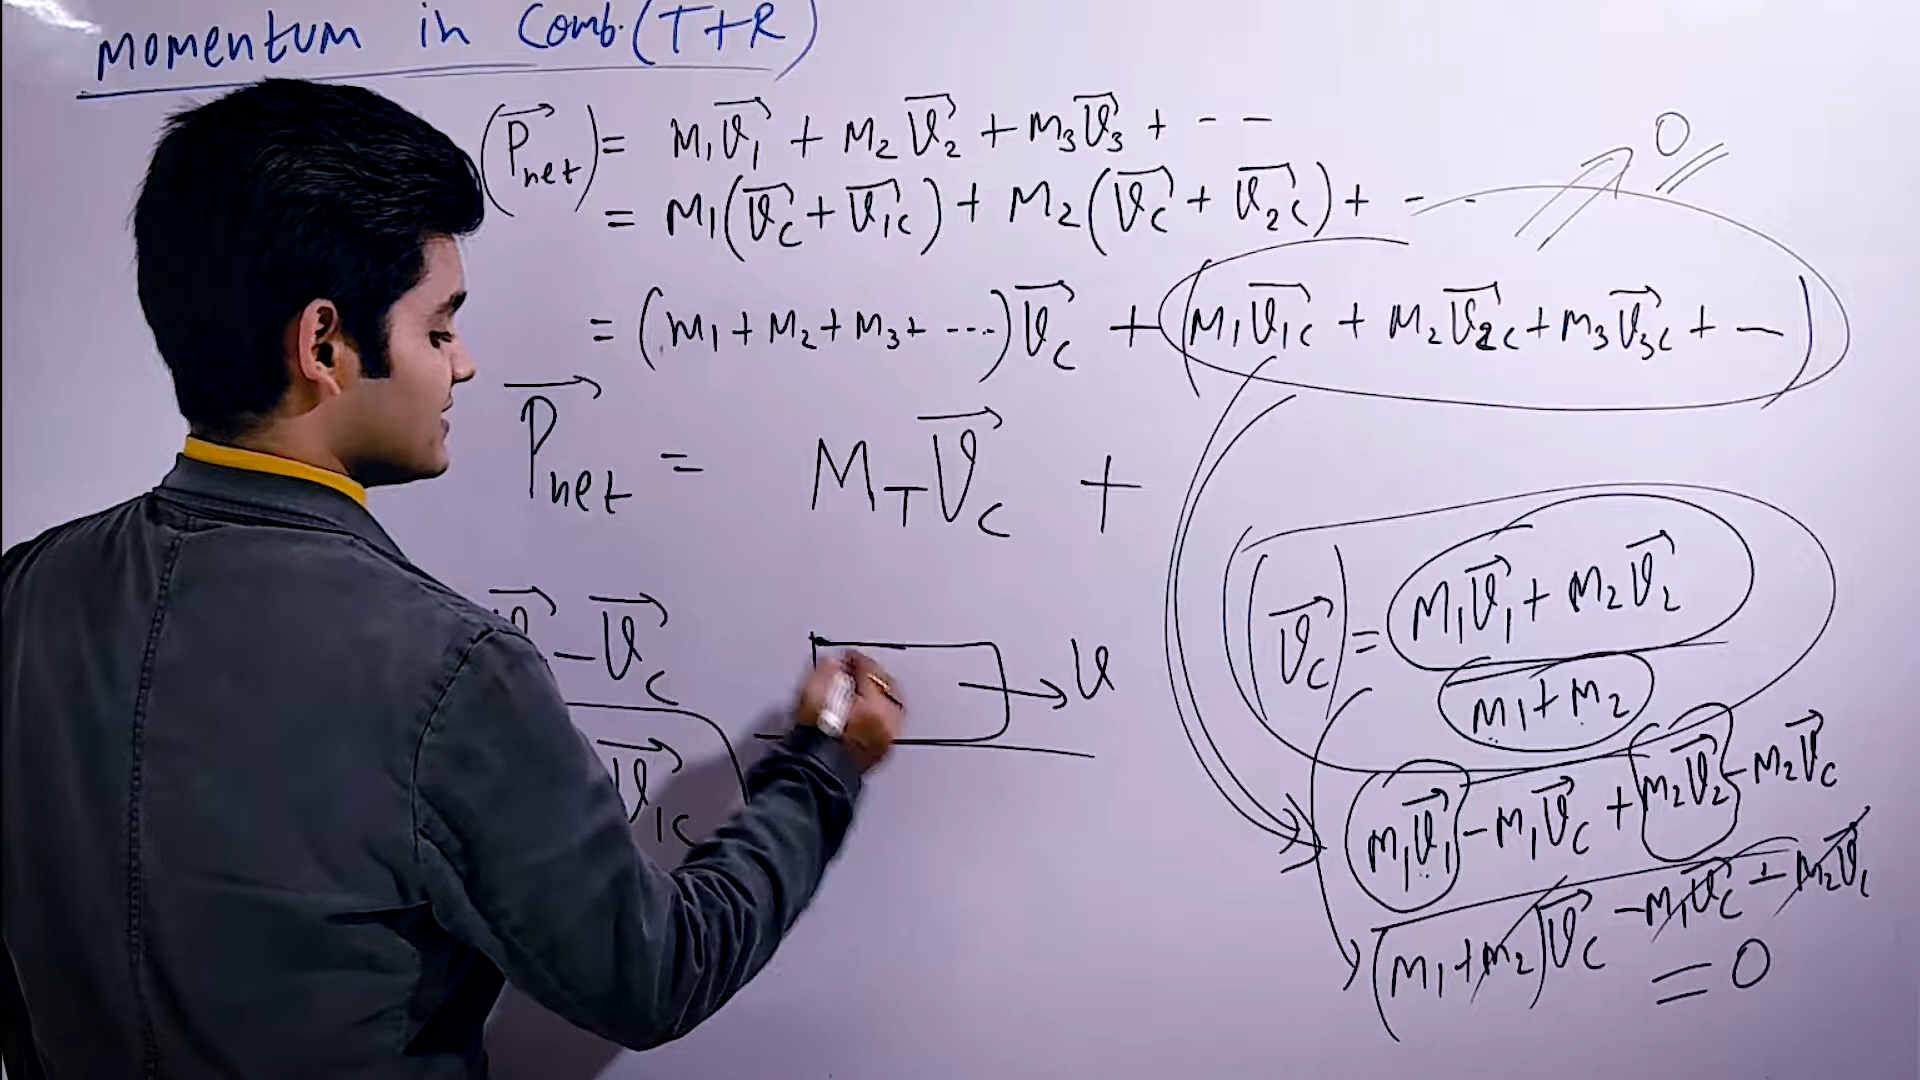 Momentum in Comb.(T+R)
(P⃗net) = m₁v⃗₁ + m₂v⃗₂ + m₃v⃗₃ + - -
= m₁(v⃗c + v⃗₁c) + m₂(v⃗c + v⃗₂c) + - -
= (m₁ + m₂ + m₃ + ---)v⃗c + (m₁v⃗₁c + m₂v⃗₂c + m₃v⃗₃c + —)
0
P⃗net = M_T v⃗c +
- v⃗c
v⃗₁c
v
(v⃗c) = m₁v⃗₁ + m₂v⃗₂
m₁ + m₂
m₁v⃗₁ - m₁v⃗c + m₂v⃗₂ - m₂v⃗c
(m₁ + m₂)v⃗c - m₁v⃗c - m₂v⃗c
= 0